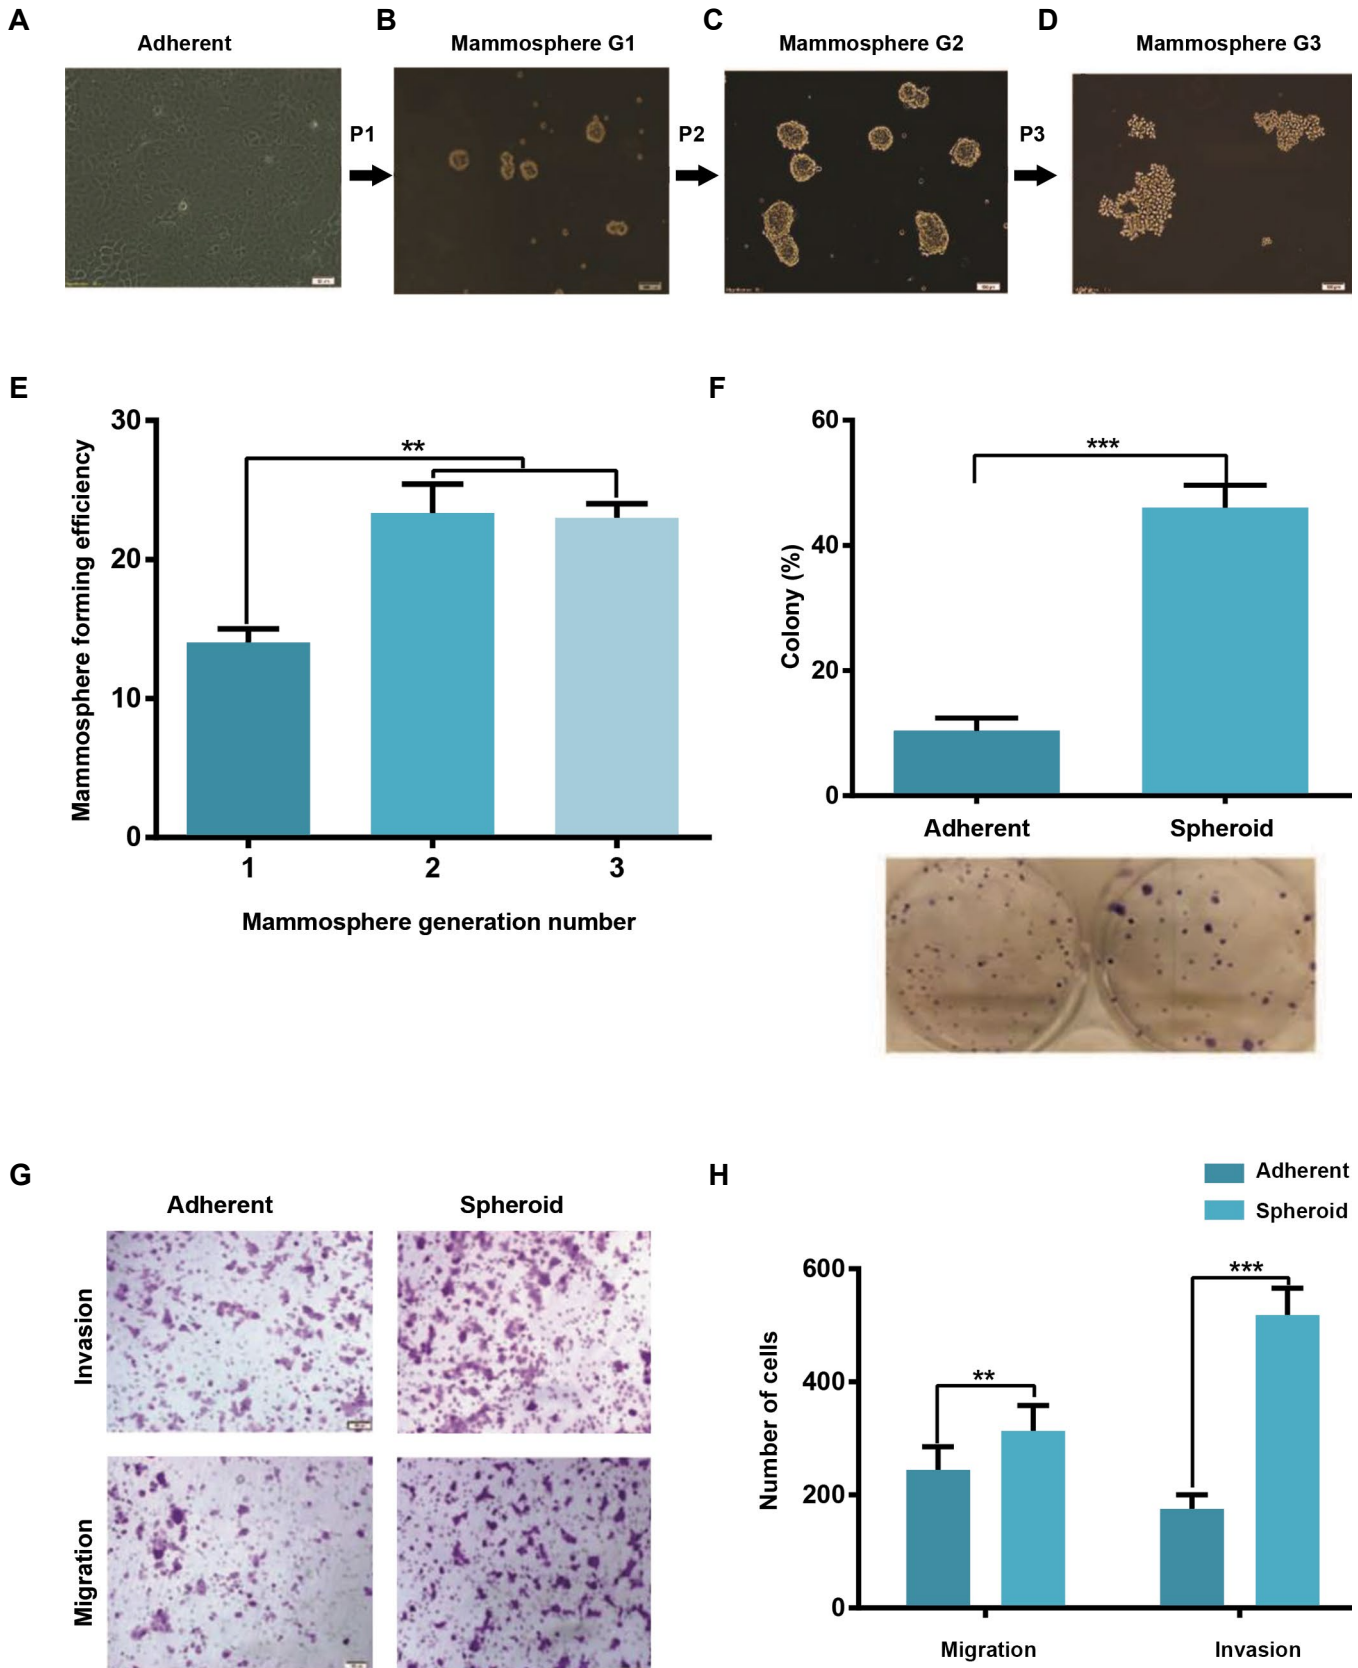 A
Adherent
B
Mammosphere G1
C
Mammosphere G2
D
Mammosphere G3
P1
P2
P3
E
Mammosphere forming efficiency
30
20
10
0
**
1
2
3
Mammosphere generation number
F
Colony (%)
60
40
20
0
***
Adherent
Spheroid
G
Adherent
Spheroid
Invasion
Migration
H
Adherent
Spheroid
Number of cells
600
400
200
0
**
***
Migration
Invasion